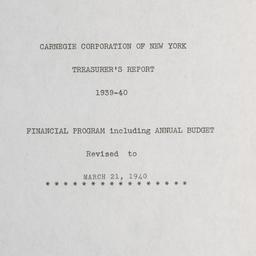 CARNEGIE CORPORATION OF NEW YORK
TREASURER'S REPORT
1939-40
FINANCIAL PROGRAM including ANNUAL BUDGET
Revised to
MARCH 21, 1940
* * * * * * * * * * * * * * * *